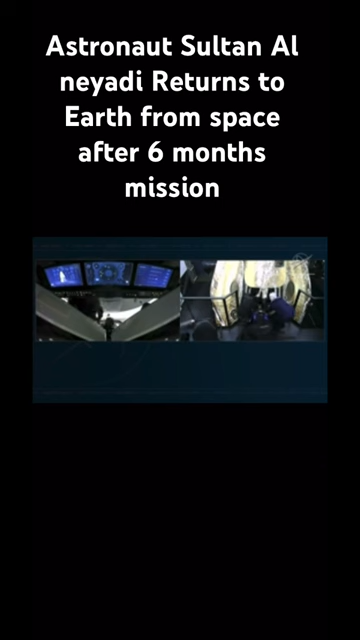 Astronaut Sultan Al
neyadi Returns to
Earth from space
after 6 months
mission